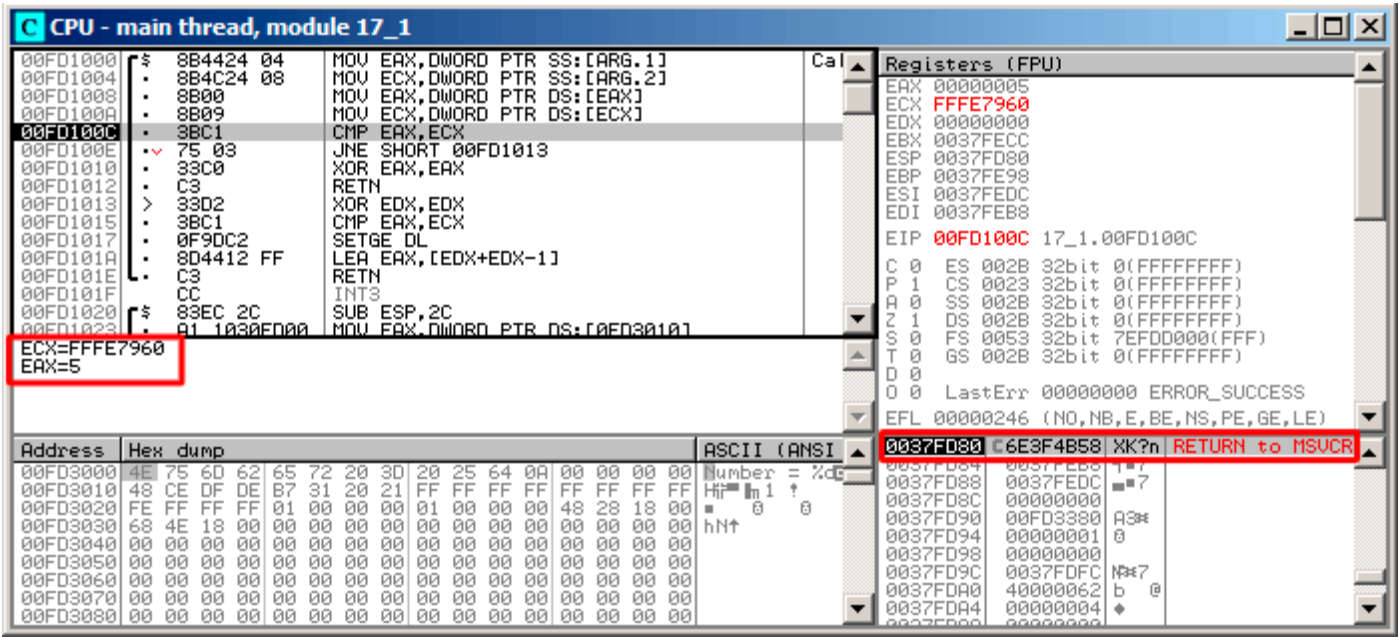 CPU - main thread, module 17_1
00FD1000 $ 8B4424 04 MOV EAX,DWORD PTR SS:[ARG.1] Cal
00FD1004 . 8B4C24 08 MOV ECX,DWORD PTR SS:[ARG.2]
00FD1008 . 8B00 MOV EAX,DWORD PTR DS:[EAX]
00FD100A . 8B09 MOV ECX,DWORD PTR DS:[ECX]
00FD100C . 3BC1 CMP EAX,ECX
00FD100E . 75 03 JNE SHORT 00FD1013
00FD1010 . 33C0 XOR EAX,EAX
00FD1012 . C3 RETN
00FD1013 > 33D2 XOR EDX,EDX
00FD1015 . 3BC1 CMP EAX,ECX
00FD1017 . 0F9DC2 SETGE DL
00FD101A . 8D4412 FF LEA EAX,[EDX+EDX-1]
00FD101E . C3 RETN
00FD101F CC INT3
00FD1020 $ 83EC 2C SUB ESP,2C
00FD1023 . A1 1030FD00 MOV EAX,DWORD PTR DS:[0FD3010]
ECX=FFFE7960
EAX=5
Registers (FPU)
EAX 00000005
ECX FFFE7960
EDX 00000000
EBX 0037FECC
ESP 0037FD80
EBP 0037FE98
ESI 0037FEDC
EDI 0037FEB8
EIP 00FD100C 17_1.00FD100C
C 0 ES 002B 32bit 0(FFFFFFFF)
P 1 CS 0023 32bit 0(FFFFFFFF)
A 0 SS 002B 32bit 0(FFFFFFFF)
Z 1 DS 002B 32bit 0(FFFFFFFF)
S 0 FS 0053 32bit 7EFDD000(FFF)
T 0 GS 002B 32bit 0(FFFFFFFF)
D 0
O 0 LastErr 00000000 ERROR_SUCCESS
EFL 00000246 (NO,NB,E,BE,NS,PE,GE,LE)
Address Hex dump ASCII (ANSI
00FD3000 4E 75 6D 62 65 72 20 3D 20 25 64 0A 00 00 00 00 Number = %d
00FD3010 48 CE DF DE B7 31 20 21 FF FF FF FF FF FF FF FF
00FD3020 FE FF FF FF 01 00 00 00 01 00 00 00 48 28 18 00
00FD3030 68 4E 18 00 00 00 00 00 00 00 00 00 00 00 00 00 hN↑
00FD3040 00 00 00 00 00 00 00 00 00 00 00 00 00 00 00 00
00FD3050 00 00 00 00 00 00 00 00 00 00 00 00 00 00 00 00
00FD3060 00 00 00 00 00 00 00 00 00 00 00 00 00 00 00 00
00FD3070 00 00 00 00 00 00 00 00 00 00 00 00 00 00 00 00
00FD3080 00 00 00 00 00 00 00 00 00 00 00 00 00 00 00 00
0037FD80 6E3F4B58 XK?n RETURN to MSVCR
0037FD84 0037FEB8
0037FD88 0037FEDC
0037FD8C 00000000
0037FD90 00FD3380
0037FD94 00000001
0037FD98 00000000
0037FD9C 0037FDFC
0037FDA0 40000062 b @
0037FDA4 00000004 ♦